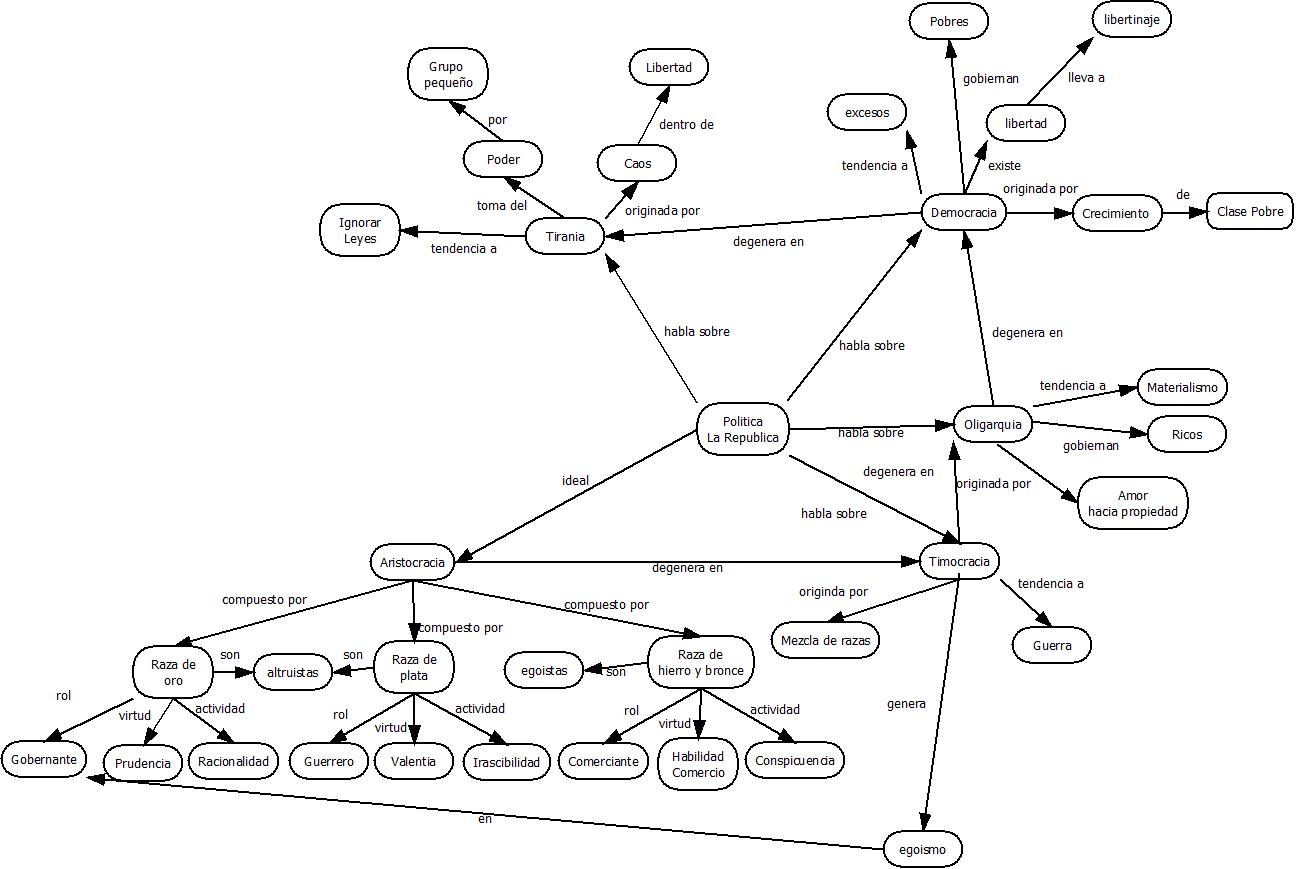 Pobres
libertinaje
Grupo
pequeño
Libertad
gobiernan
lleva a
excesos
libertad
por
dentro de
Poder
Caos
tendencia a
existe
originada por
de
toma del
originada por
Ignorar
Leyes
tendencia a
Tirania
degenera en
Democracia
Crecimiento
Clase Pobre
habla sobre
habla sobre
degenera en
tendencia a
Materialismo
Politica
La Republica
habla sobre
Oligarquia
gobiernan
Ricos
ideal
degenera en
originada por
Amor
hacia propiedad
habla sobre
Aristocracia
degenera en
Timocracia
compuesto por
compuesto por
compuesto por
originda por
tendencia a
Mezcla de razas
Guerra
Raza de
oro
son
altruistas
son
Raza de
plata
egoistas
son
Raza de
hierro y bronce
rol
virtud
actividad
rol
virtud
actividad
rol
virtud
actividad
genera
Gobernante
Prudencia
Racionalidad
Guerrero
Valentia
Irascibilidad
Comerciante
Habilidad
Comercio
Conspicuencia
en
egoismo